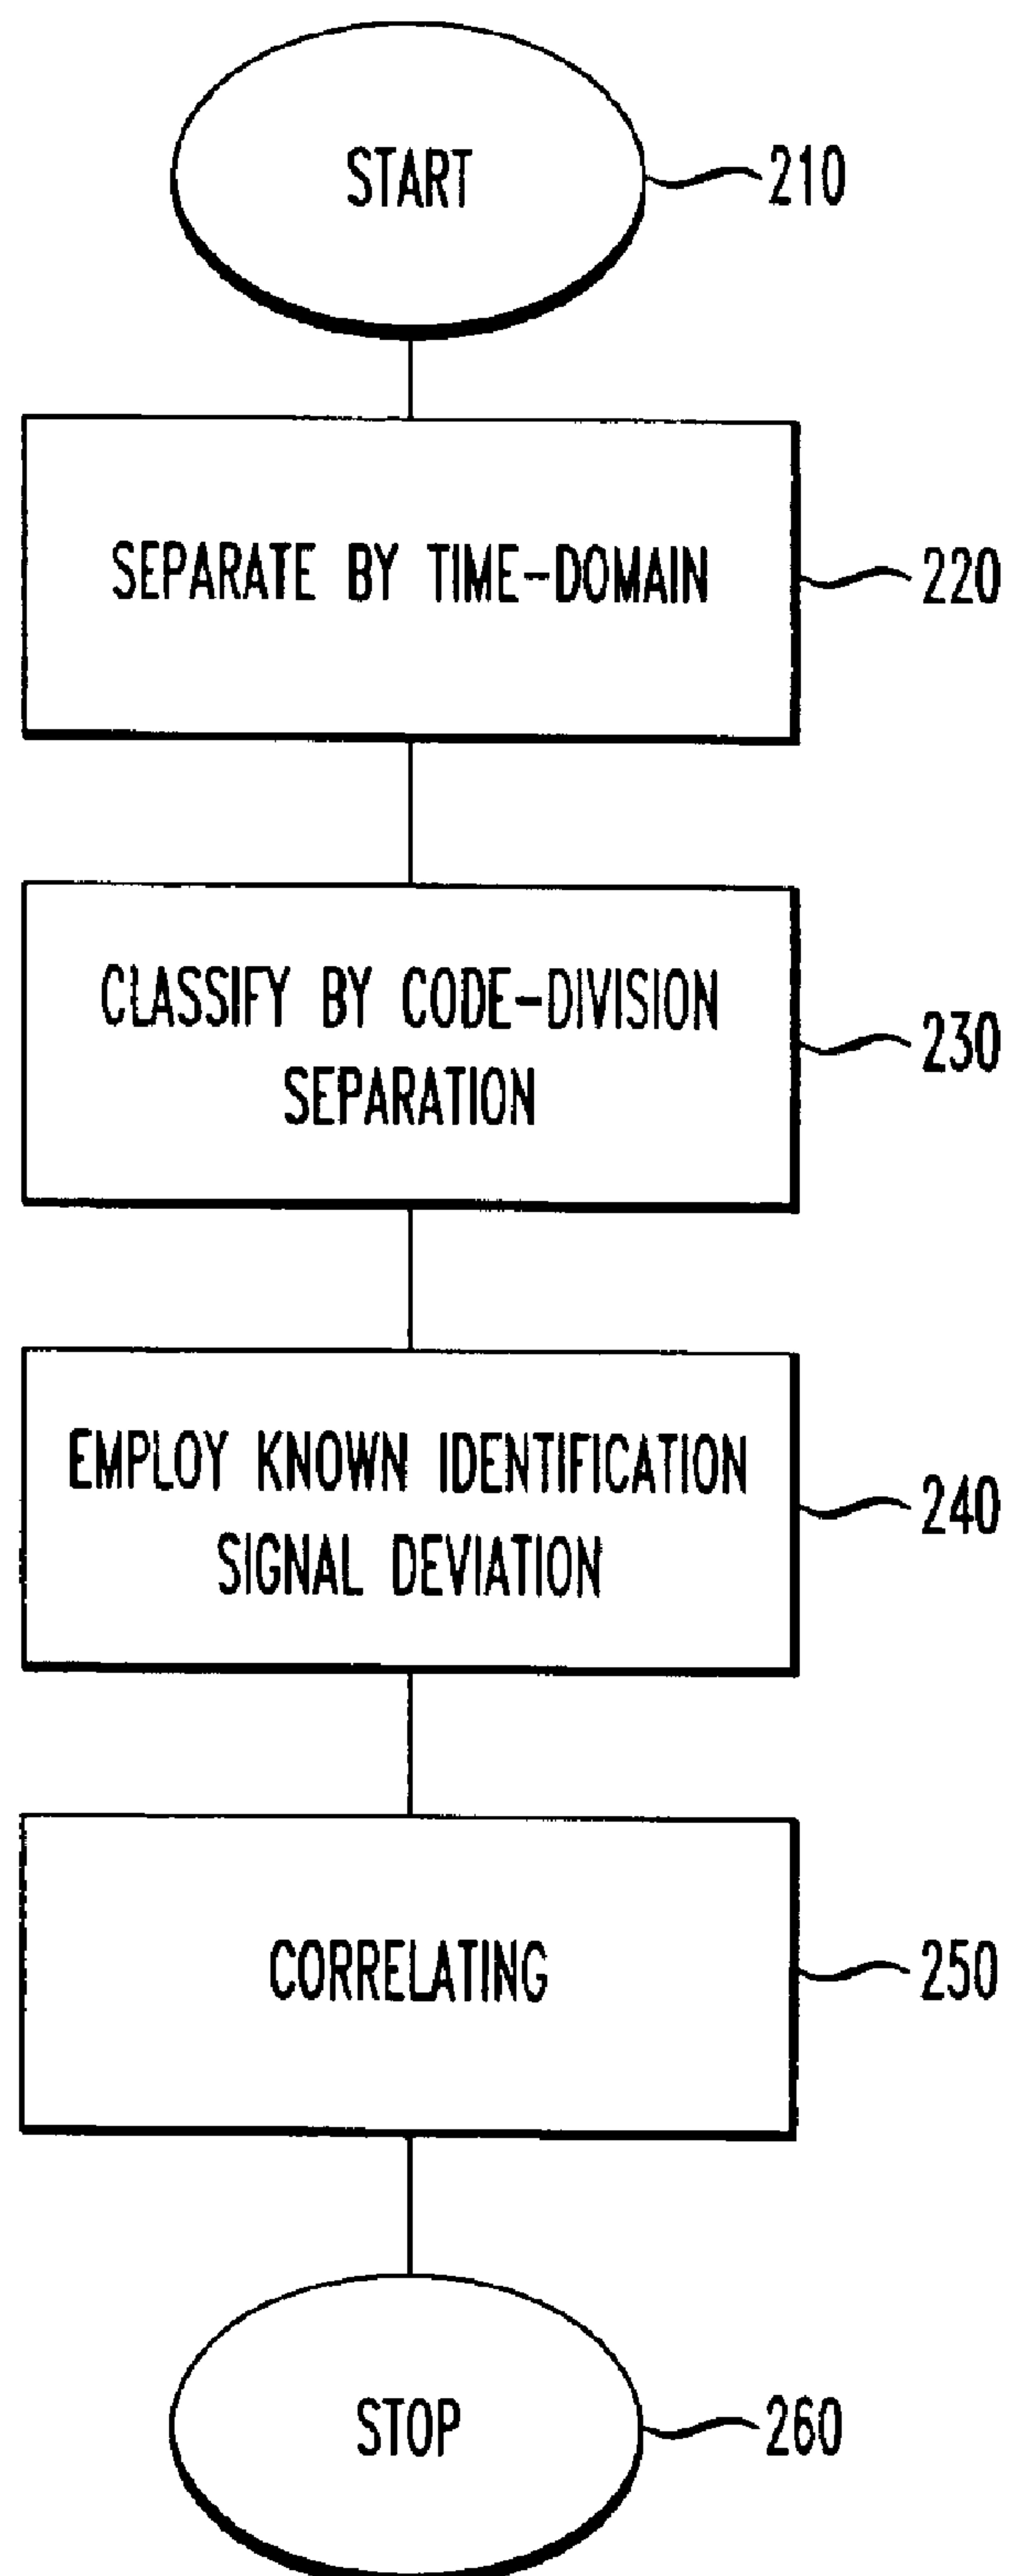 START
210
SEPARATE BY TIME-DOMAIN
220
CLASSIFY BY CODE-DIVISION
SEPARATION
230
EMPLOY KNOWN IDENTIFICATION
SIGNAL DEVIATION
240
CORRELATING
250
STOP
260